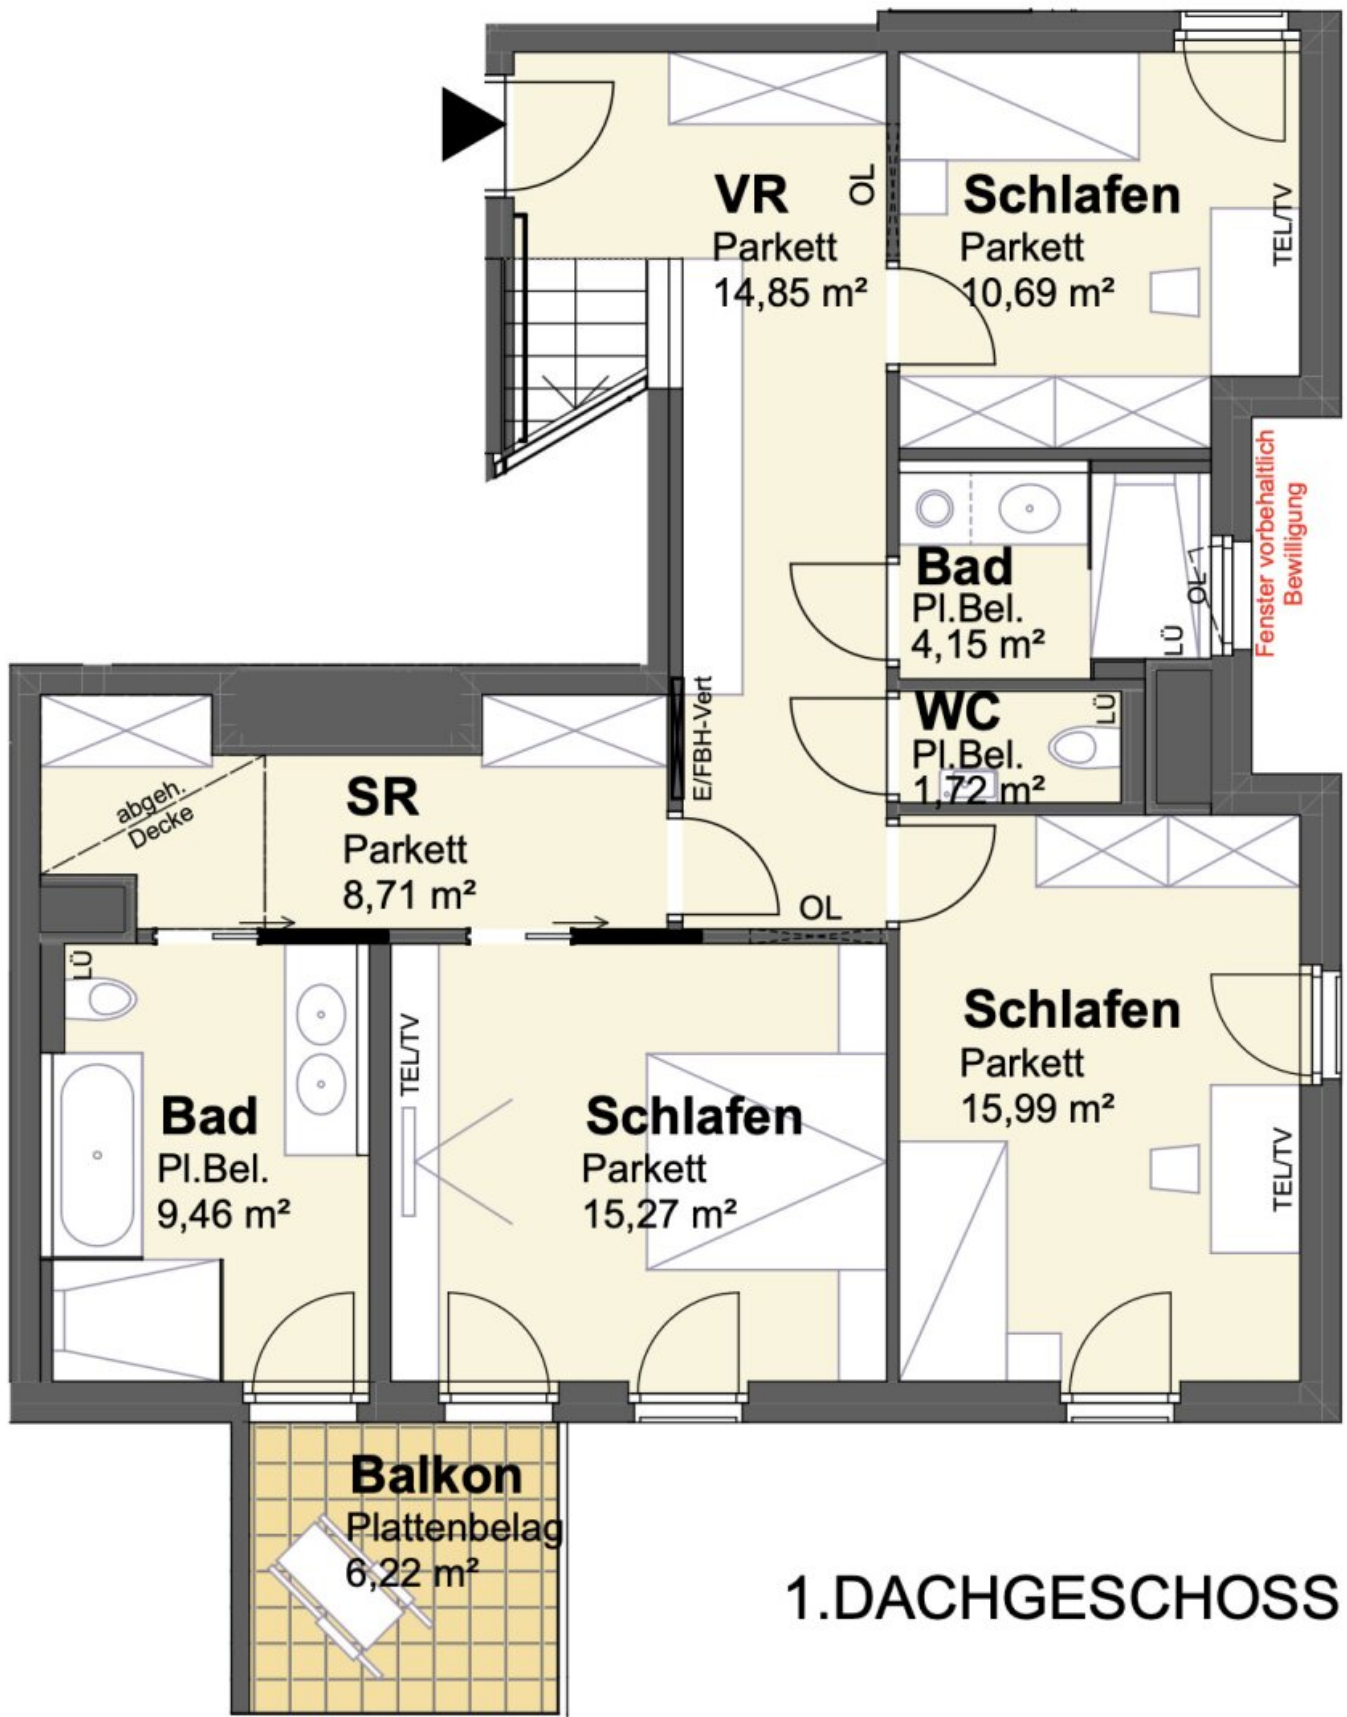 VR
Parkett
14,85 m²
OL
Schlafen
Parkett
10,69 m²
TEL/TV
Fenster vorbehaltlich
Bewilligung
Bad
Pl.Bel.
4,15 m²
OL
LÜ
WC
Pl.Bel.
1,72 m²
LÜ
E/FBH-Vert
abgeh.
Decke
SR
Parkett
8,71 m²
OL
LÜ
Bad
Pl.Bel.
9,46 m²
TEL/TV
Schlafen
Parkett
15,27 m²
Schlafen
Parkett
15,99 m²
TEL/TV
Balkon
Plattenbelag
6,22 m²
1.DACHGESCHOSS